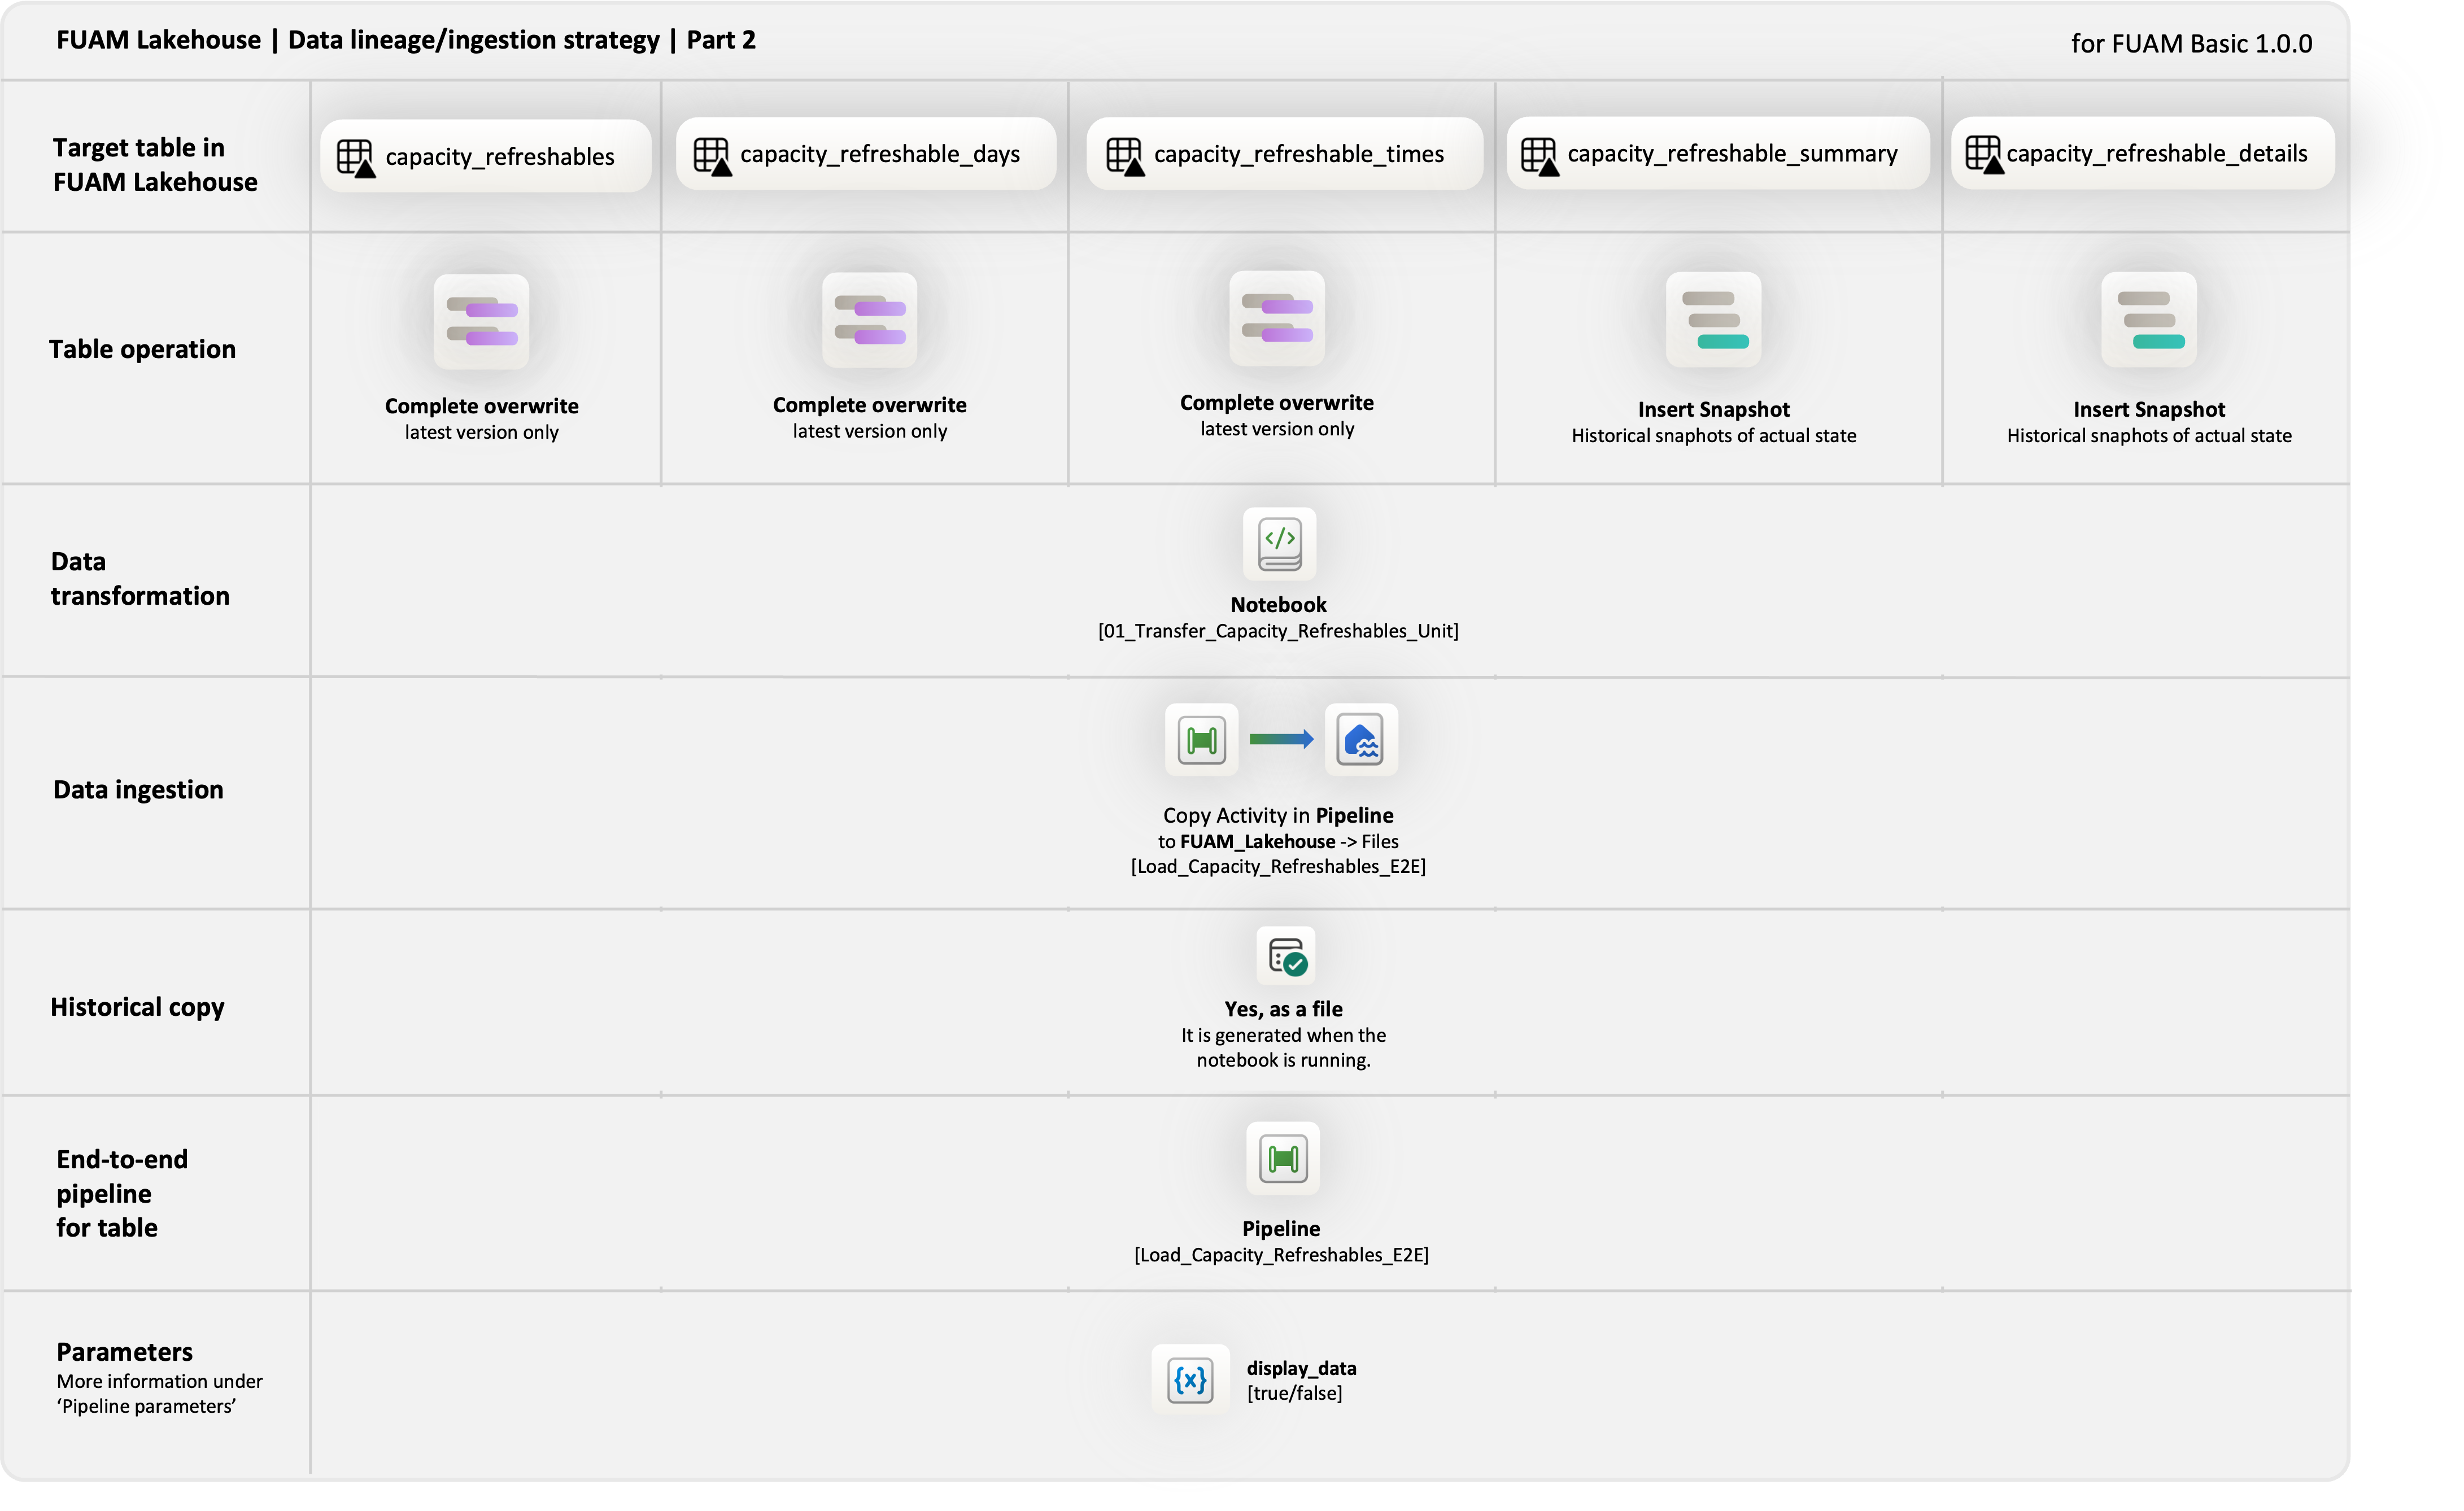 FUAM Lakehouse | Data lineage/ingestion strategy | Part 2
for FUAM Basic 1.0.0
Target table in
FUAM Lakehouse
capacity_refreshables
capacity_refreshable_days
capacity_refreshable_times
capacity_refreshable_summary
capacity_refreshable_details
Table operation
Complete overwrite
latest version only
Complete overwrite
latest version only
Complete overwrite
latest version only
Insert Snapshot
Historical snaphots of actual state
Insert Snapshot
Historical snaphots of actual state
Data
transformation
</>
Notebook
[01_Transfer_Capacity_Refreshables_Unit]
Data ingestion
Copy Activity in Pipeline
to FUAM_Lakehouse -> Files
[Load_Capacity_Refreshables_E2E]
Historical copy
Yes, as a file
It is generated when the
notebook is running.
End-to-end
pipeline
for table
Pipeline
[Load_Capacity_Refreshables_E2E]
Parameters
More information under
‘Pipeline parameters’
{x}
display_data
[true/false]